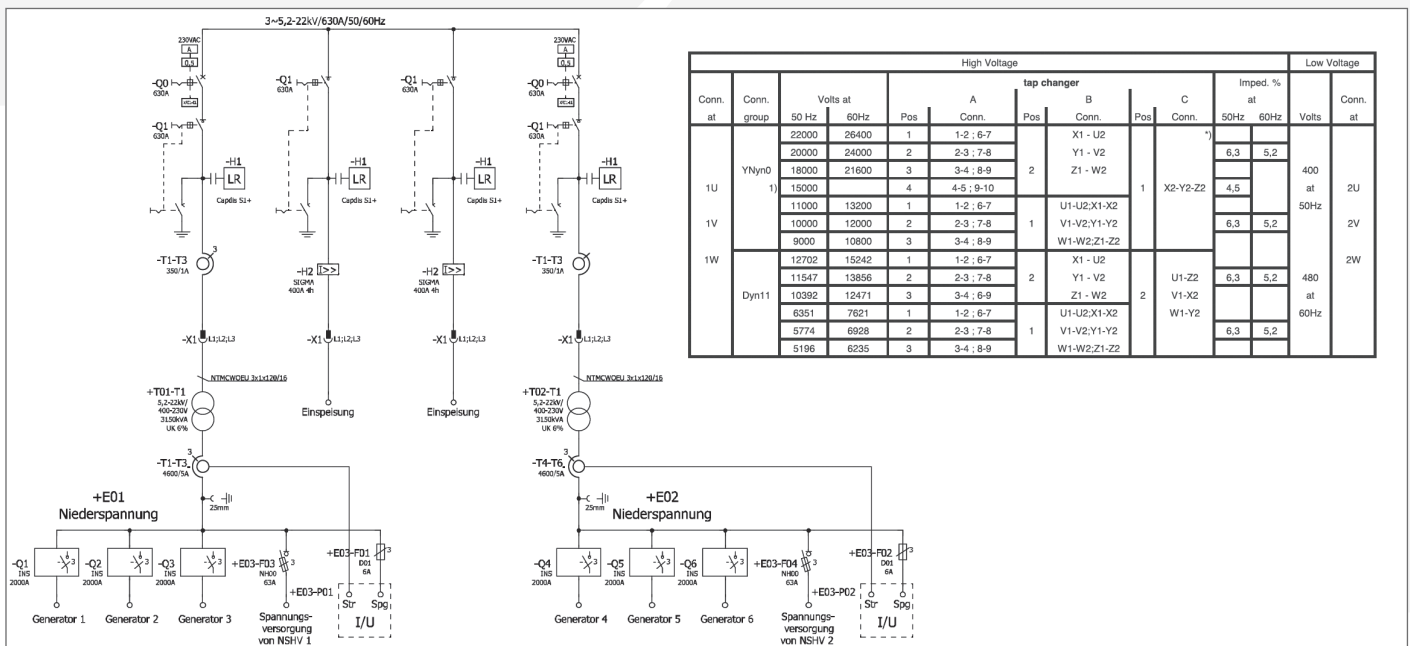 3~5,2-22kV/630A/50/60Hz
230VAC
A
0,5
-Q0
630A
-Q1
630A
-H1
LR
Capdis S1+
3
-T1-T3
350/1A
-X1
L1;L2;L3
NTMCWOEU 3x1x120/16
+T01-T1
5,2-22kV/
400-230V
3150kVA
UK 6%
3
-T1-T3
4600/5A
25mm
+E01
Niederspannung
-Q1
INS
2000A
3
Generator 1
-Q2
INS
2000A
3
Generator 2
-Q3
INS
2000A
3
Generator 3
+E03-F03
NH00
63A
3
Spannungs-
versorgung
von NSHV 1
+E03-F01
D01
6A
3
+E03-P01
Str Spg
I/U
-Q1
630A
-H1
LR
Capdis S1+
-H2
I>>
SIGMA
400A 4h
-X1
L1;L2;L3
Einspeisung
-Q1
630A
-H1
LR
Capdis S1+
-H2
I>>
SIGMA
400A 4h
-X1
L1;L2;L3
Einspeisung
230VAC
A
0,5
-Q0
630A
-Q1
630A
-H1
LR
Capdis S1+
3
-T1-T3
350/1A
-X1
L1;L2;L3
NTMCWOEU 3x1x120/16
+T02-T1
5,2-22kV/
400-230V
3150kVA
UK 6%
3
-T4-T6
4600/5A
25mm
+E02
Niederspannung
-Q4
INS
2000A
3
Generator 4
-Q5
INS
2000A
3
Generator 5
-Q6
INS
2000A
3
Generator 6
+E03-F04
NH00
63A
3
Spannungs-
versorgung
von NSHV 2
+E03-F02
D01
6A
3
+E03-P02
Str Spg
I/U
High Voltage Low Voltage
tap changer Imped. %
Conn. Conn. Volts at A B C at Conn.
at group 50 Hz 60Hz Pos Conn. Pos Conn. Pos Conn. 50Hz 60Hz Volts at
22000 26400 1 1-2 ; 6-7 X1 - U2 *)
20000 24000 2 2-3 ; 7-8 Y1 - V2 6,3 5,2
YNyn0 18000 21600 3 3-4 ; 8-9 2 Z1 - W2 400
1U 1) 15000 4 4-5 ; 9-10 1 X2-Y2-Z2 4,5 at 2U
11000 13200 1 1-2 ; 6-7 U1-U2;X1-X2 50Hz
1V 10000 12000 2 2-3 ; 7-8 1 V1-V2;Y1-Y2 6,3 5,2 2V
9000 10800 3 3-4 ; 8-9 W1-W2;Z1-Z2
1W 12702 15242 1 1-2 ; 6-7 X1 - U2 2W
11547 13856 2 2-3 ; 7-8 2 Y1 - V2 U1-Z2 6,3 5,2 480
Dyn11 10392 12471 3 3-4 ; 6-9 Z1 - W2 2 V1-X2 at
6351 7621 1 1-2 ; 6-7 U1-U2;X1-X2 W1-Y2 60Hz
5774 6928 2 2-3 ; 7-8 1 V1-V2;Y1-Y2 6,3 5,2
5196 6235 3 3-4 ; 8-9 W1-W2;Z1-Z2